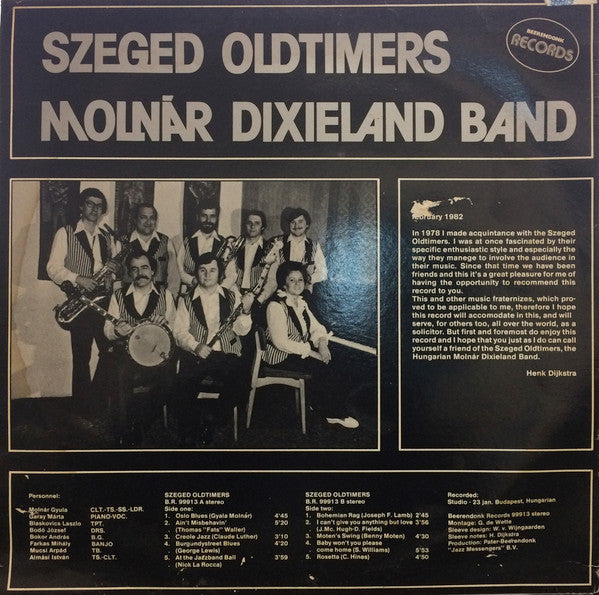 SZEGED OLDTIMERS
BEERENDONK
RECORDS
MOLNÁR DIXIELAND BAND
february 1982
In 1978 I made acquintance with the Szeged
Oldtimers. I was at once fascinated by their
specific enthusiastic style and especially the
way they manege to involve the audience in
their music. Since that time we have been
friends and this it's a great pleasure for me of
having the opportunity to recommend this
record to you.
This and other music fraternizes, which pro-
ved to be applicable to me, therefore I hope
this record will accomodate in this, and will
serve, for others too, all over the world, as a
solicitor. But first and foremost do enjoy this
record and I hope that you just as I do can call
yourself a friend of the Szeged Oldtimers, the
Hungarian Molnár Dixieland Band.
Henk Dijkstra
Personnel:
Molnár Gyula CLT.-TS.-SS.-LDR.
Garay Márta PIANO-VOC.
Blaskovics Laszlo TPT.
Bodó József DRS.
Bokor András B.G.
Farkas Mihály BANJO
Mucsi Arpád TB.
Almási István TS.-CLT.
SZEGED OLDTIMERS
B.R. 99913 A stereo
Side one:
1. Oslo Blues (Gyala Molnár) 4'45
2. Ain't Misbehavin' 5'20
(Thomas "Fats" Waller)
3. Creole Jazz (Claude Luther) 3'10
4. Burgundystreet Blues 4'20
(George Lewis)
5. At the Jafzband Ball 3'59
(Nick La Rocca)
SZEGED OLDTIMERS
B.R. 99913 B stereo
Side two:
1. Bohemian Rag (Joseph F. Lamb) 2'45
2. I can't give you anything but love 3'56
(J.Mc. Hugh-D. Fields)
3. Moten's Swing (Benny Moten) 4'30
4. Baby won't you please
come home (S. Williams) 5'53
5. Rosetta (C. Hines) 4'50
Recorded:
Studio - 23 jan. Budapest, Hungarian
Beerendonk Records 99913 stereo
Montage: G. de Wette
Sleeve design: W. v. Wijngaarden
Sleeve notes: H. Dijkstra
Production: Pater-Beerendonk
"Jazz Messengers" B.V.